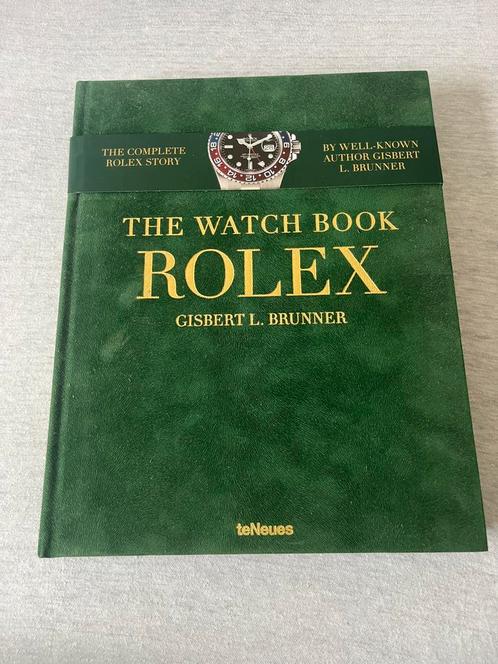 THE COMPLETE
ROLEX STORY
BY WELL-KNOWN
AUTHOR GISBERT
L. BRUNNER
THE WATCH BOOK
ROLEX
GISBERT L. BRUNNER
teNeues